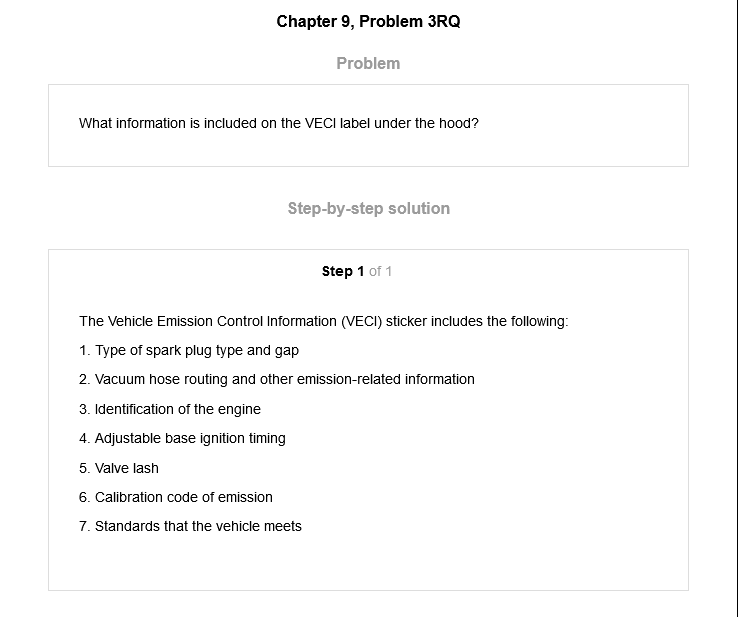 Chapter 9, Problem 3RQ
Problem
What information is included on the VECI label under the hood?
Step-by-step solution
Step 1 of 1
The Vehicle Emission Control Information (VECI) sticker includes the following:
1. Type of spark plug type and gap
2. Vacuum hose routing and other emission-related information
3. Identification of the engine
4. Adjustable base ignition timing
5. Valve lash
6. Calibration code of emission
7. Standards that the vehicle meets